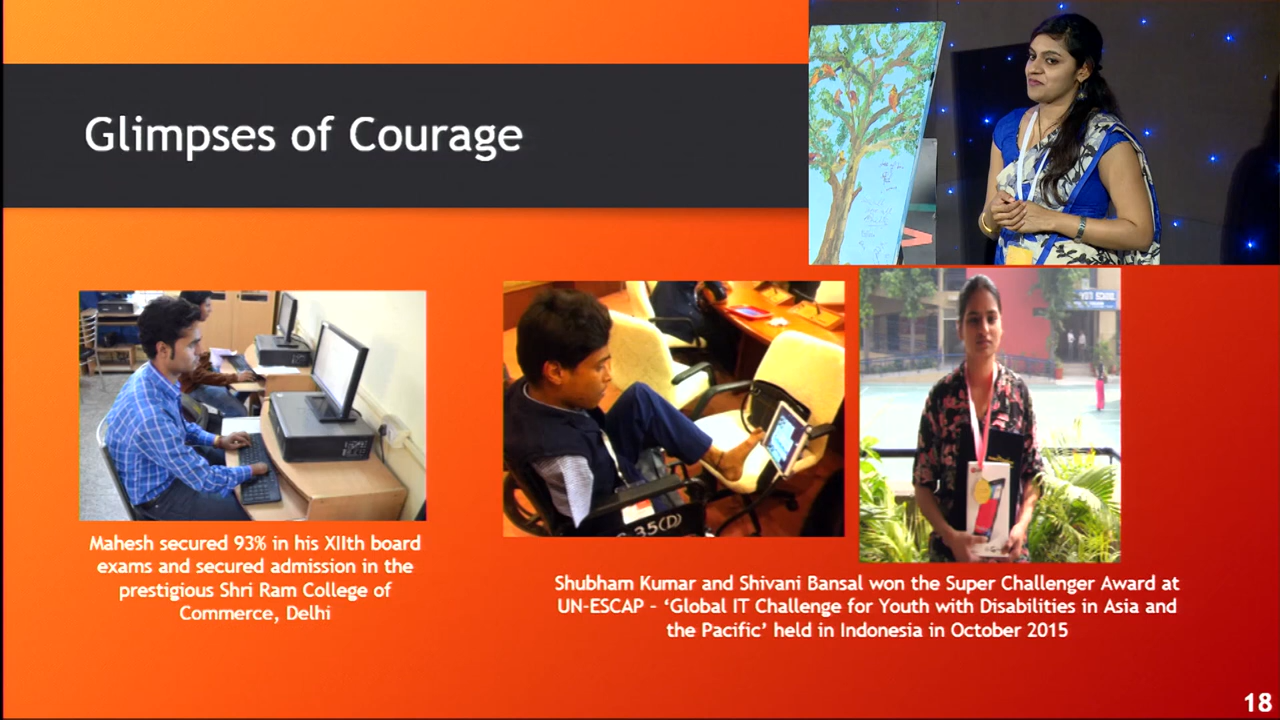 Glimpses of Courage
35(D)
Mahesh secured 93% in his XIIth board
exams and secured admission in the
prestigious Shri Ram College of
Commerce, Delhi
Shubham Kumar and Shivani Bansal won the Super Challenger Award at
UN-ESCAP – ‘Global IT Challenge for Youth with Disabilities in Asia and
the Pacific’ held in Indonesia in October 2015
18